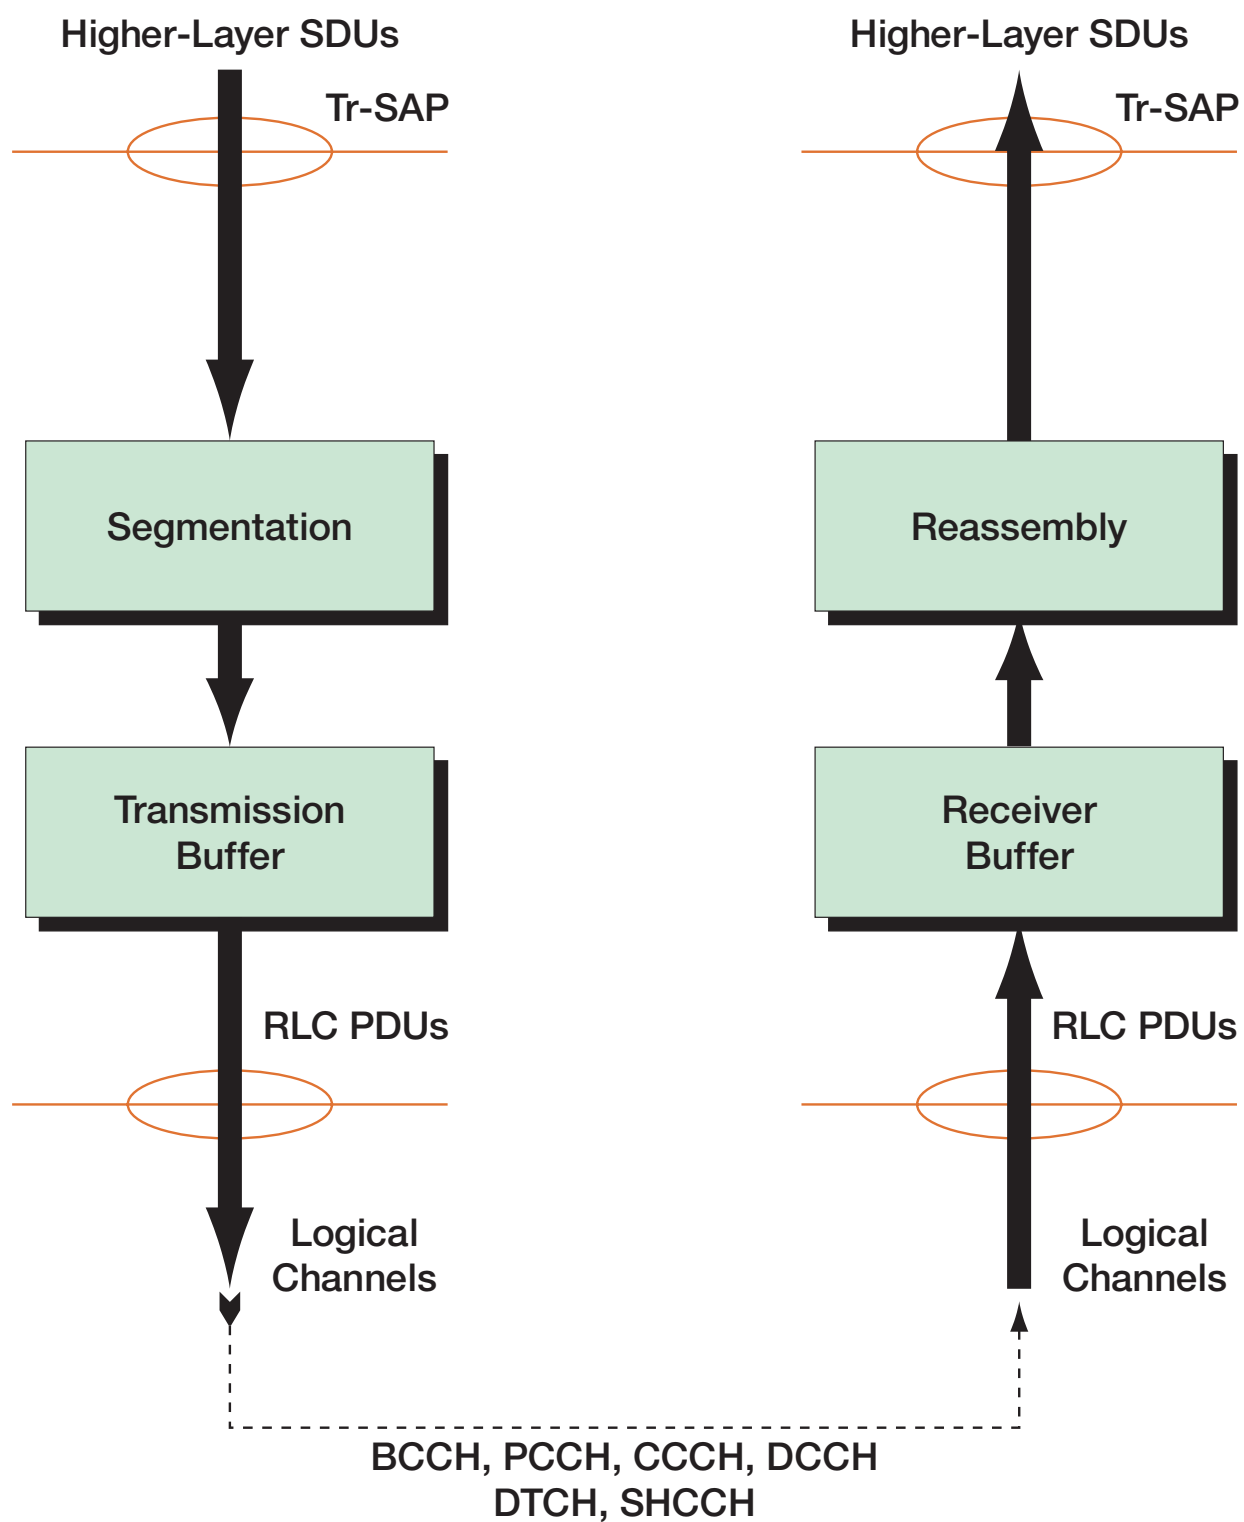 Higher-Layer SDUs
Tr-SAP
Segmentation
Transmission
Buffer
RLC PDUs
Logical
Channels
Higher-Layer SDUs
Tr-SAP
Reassembly
Receiver
Buffer
RLC PDUs
Logical
Channels
BCCH, PCCH, CCCH, DCCH
DTCH, SHCCH